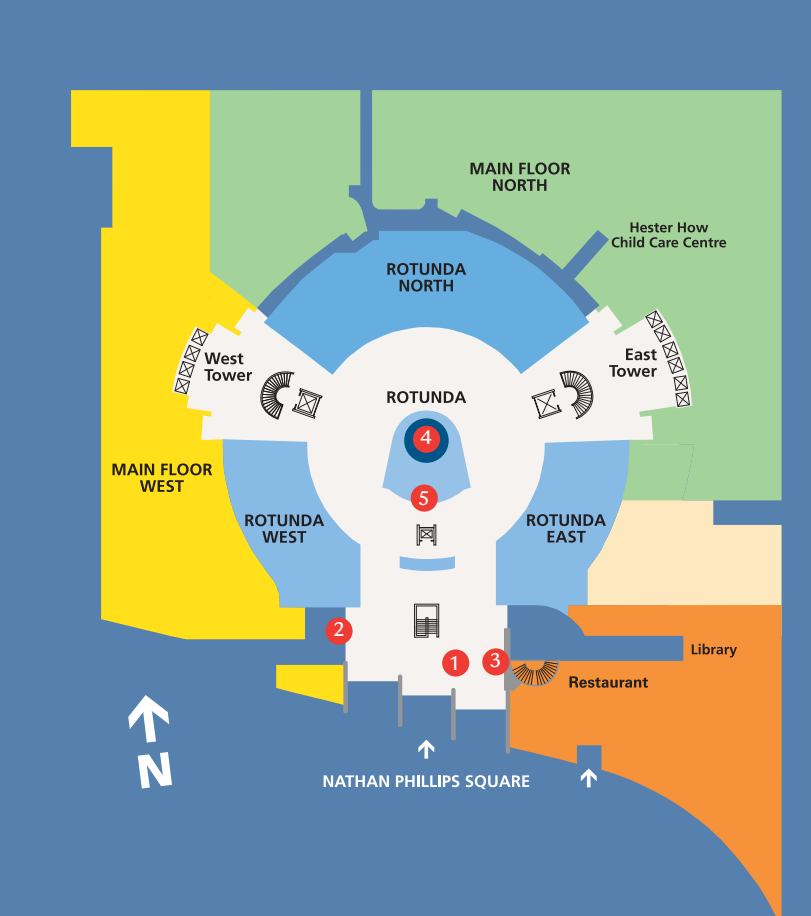 MAIN FLOOR
NORTH
Hester How
Child Care Centre
ROTUNDA
NORTH
West
Tower
East
Tower
ROTUNDA
4
MAIN FLOOR
WEST
5
ROTUNDA
WEST
ROTUNDA
EAST
2
1
3
Library
Restaurant
N
NATHAN PHILLIPS SQUARE